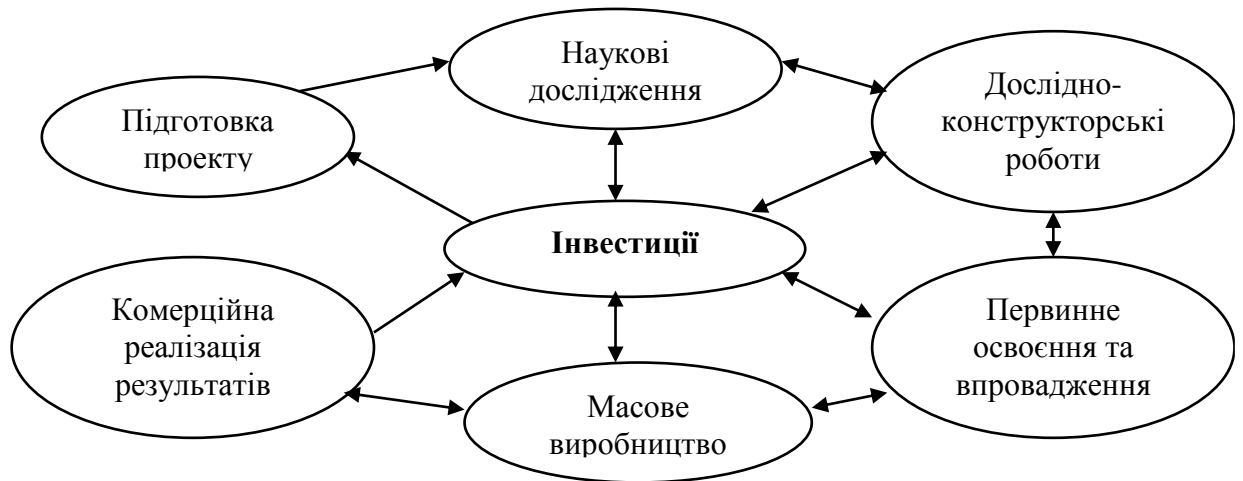 Наукові
дослідження
Дослідно-
конструкторські
роботи
Підготовка
проекту
Інвестиції
Комерційна
реалізація
результатів
Первинне
освоєння та
впровадження
Масове
виробництво